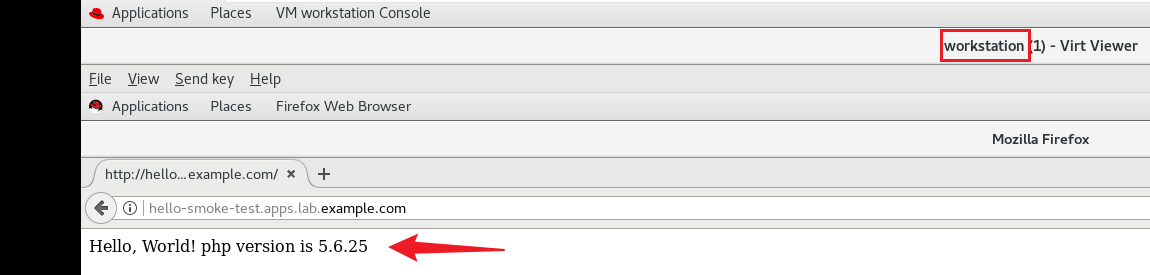 Applications Places VM workstation Console
workstation (1) - Virt Viewer
File View Send key Help
Applications Places Firefox Web Browser
Mozilla Firefox
http://hello...example.com/ × +
hello-smoke-test.apps.lab.example.com
Hello, World! php version is 5.6.25